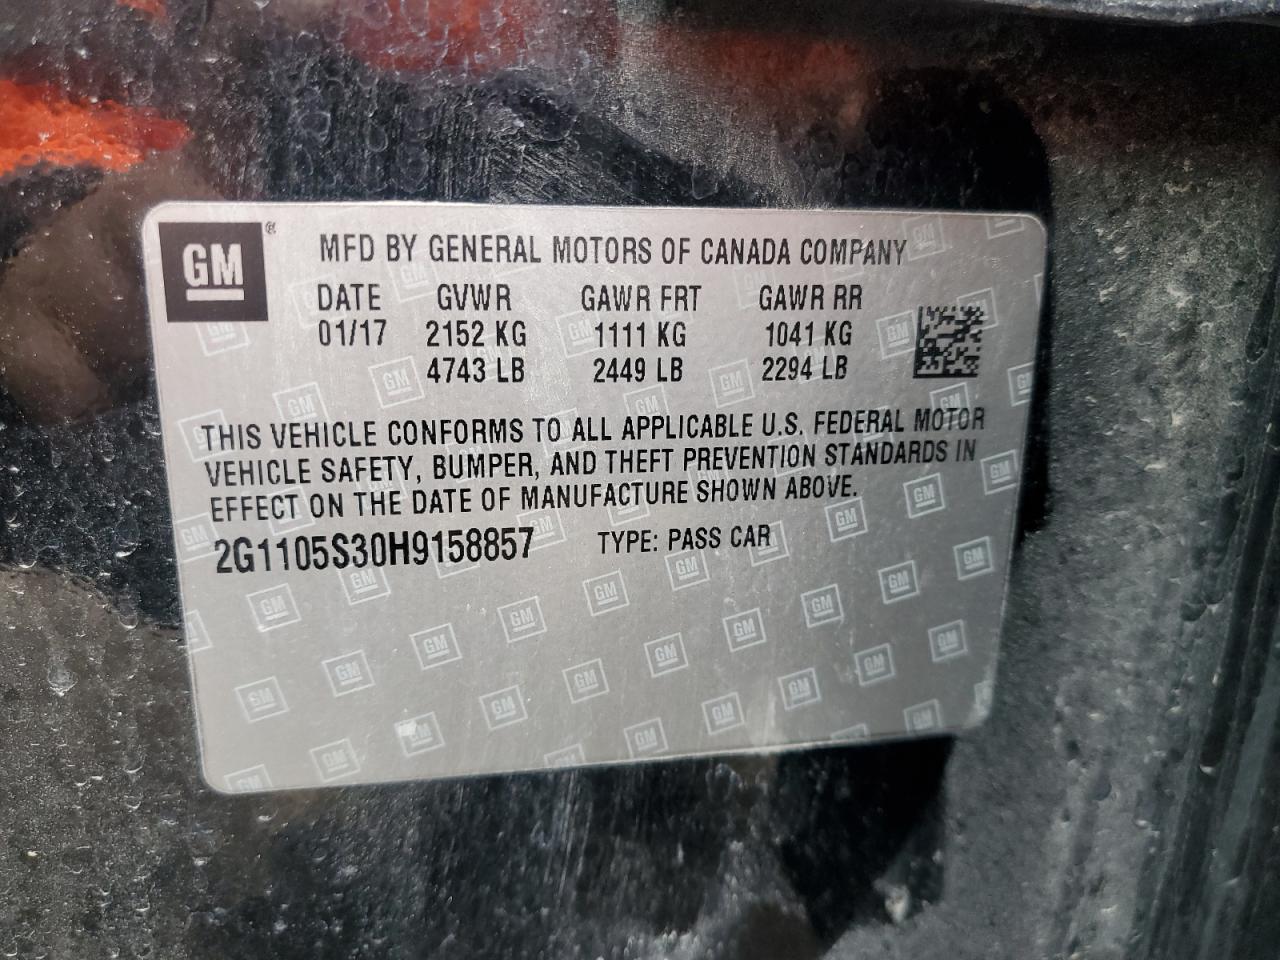 GM® MFD BY GENERAL MOTORS OF CANADA COMPANY
DATE GVWR GAWR FRT GAWR RR
01/17 2152 KG 1111 KG 1041 KG
4743 LB 2449 LB 2294 LB
THIS VEHICLE CONFORMS TO ALL APPLICABLE U.S. FEDERAL MOTOR
VEHICLE SAFETY, BUMPER, AND THEFT PREVENTION STANDARDS IN
EFFECT ON THE DATE OF MANUFACTURE SHOWN ABOVE.
2G1105S30H9158857 TYPE: PASS CAR